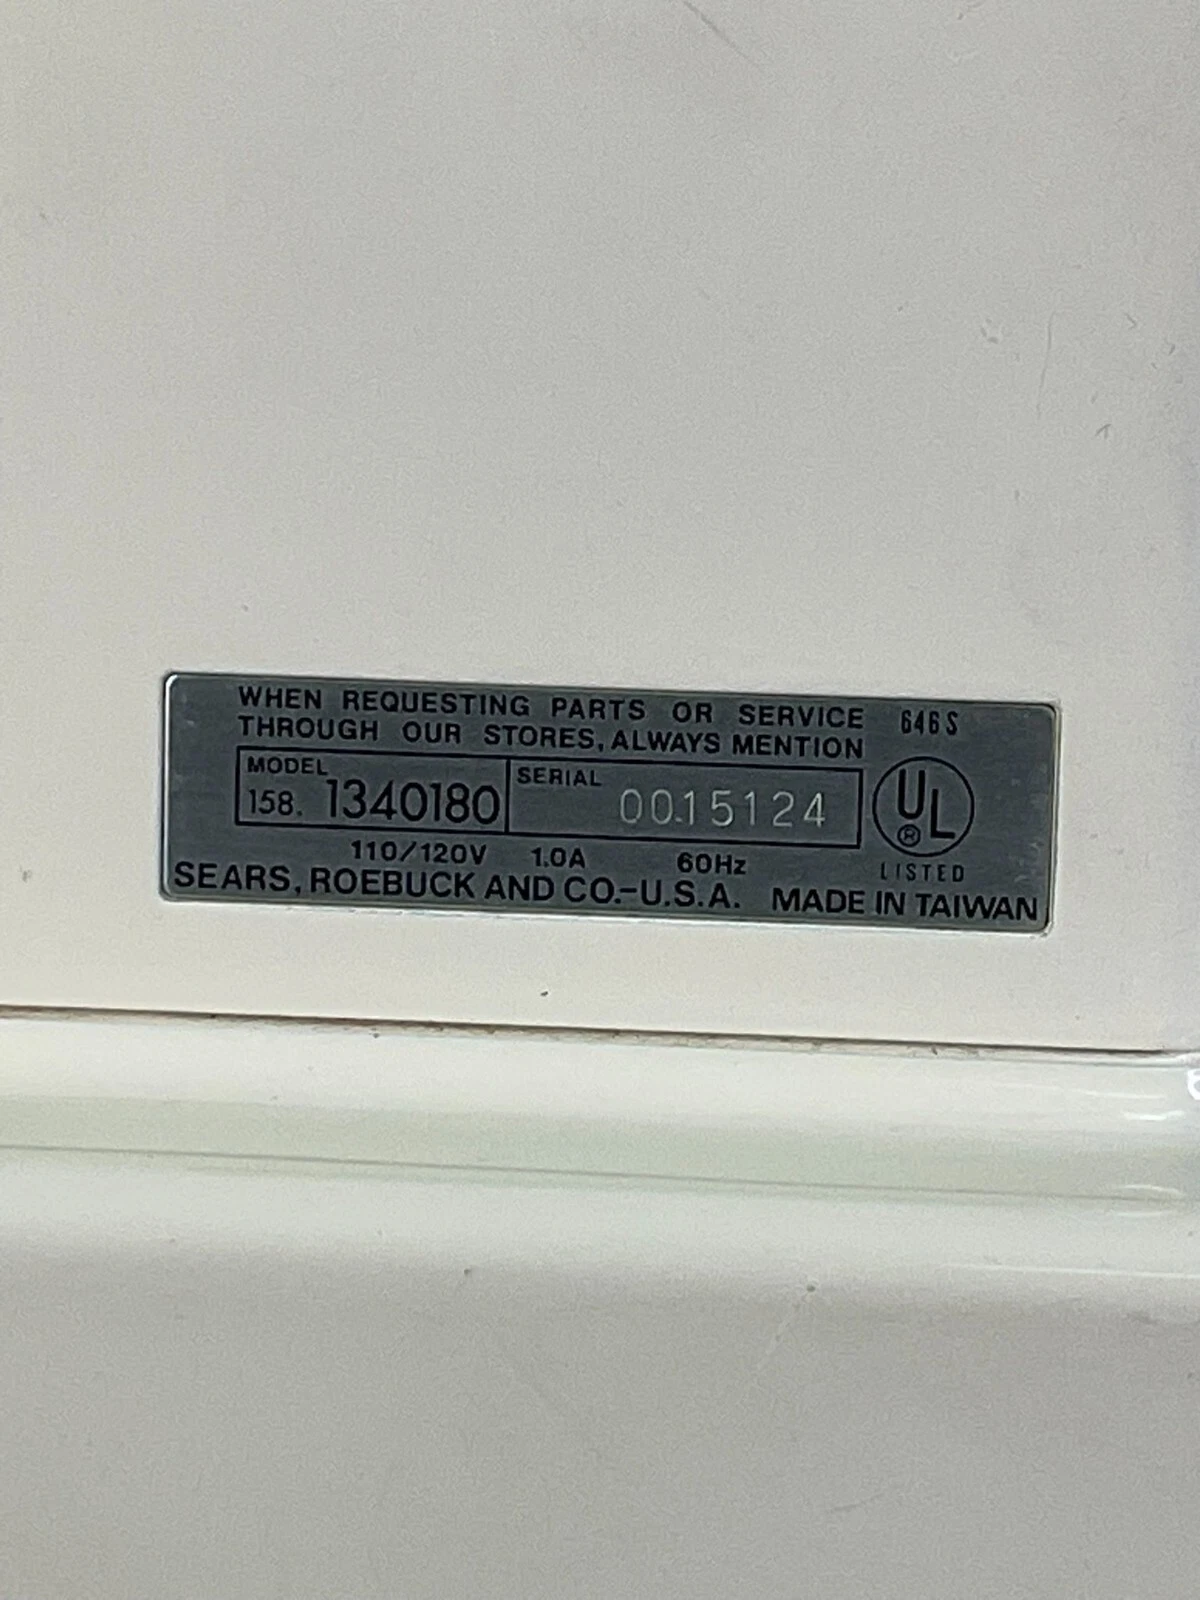 WHEN REQUESTING PARTS OR SERVICE 646S
THROUGH OUR STORES, ALWAYS MENTION
MODEL
158. 1340180
SERIAL
0015124
UL
®
LISTED
110/120V 1.0A 60Hz
SEARS, ROEBUCK AND CO.-U.S.A. MADE IN TAIWAN